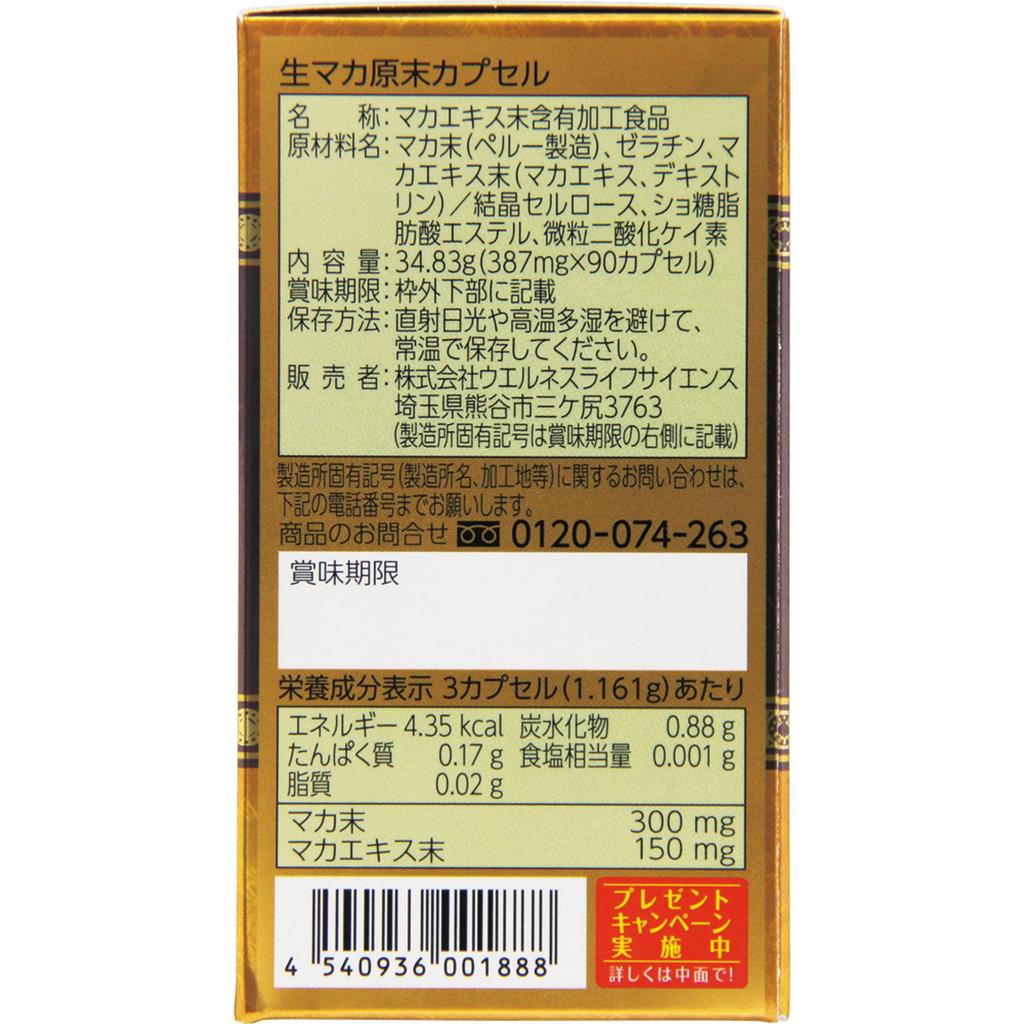 生マカ原末カプセル
名　　称：マカエキス末含有加工食品
原材料名：マカ末（ペルー製造）、ゼラチン、マ
カエキス末（マカエキス、デキスト
リン）／結晶セルロース、ショ糖脂
肪酸エステル、微粒二酸化ケイ素
内 容 量：34.83g(387mg×90カプセル)
賞味期限：枠外下部に記載
保存方法：直射日光や高温多湿を避けて、
常温で保存してください。
販 売 者：株式会社ウエルネスライフサイエンス
埼玉県熊谷市三ケ尻3763
(製造所固有記号は賞味期限の右側に記載)
製造所固有記号(製造所名、加工地等)に関するお問い合わせは、
下記の電話番号までお願いします。
商品のお問合せ 0120-074-263
賞味期限
栄養成分表示 3カプセル(1.161g)あたり
エネルギー 4.35 kcal 炭水化物 0.88 g
たんぱく質 0.17 g 食塩相当量 0.001 g
脂質 0.02 g
マカ末 300 mg
マカエキス末 150 mg
4 540936 001888
プレゼント
キャンペーン
実 施 中
詳しくは中面で!